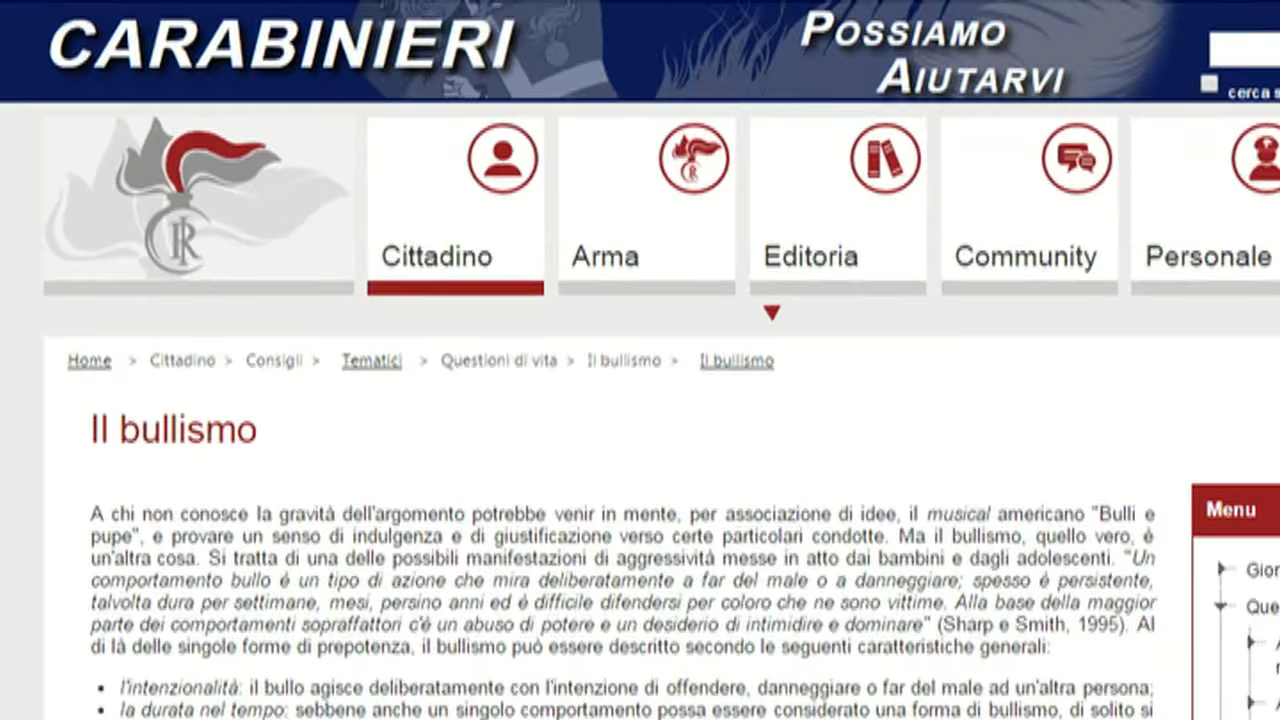 CARABINIERI
POSSIAMO
AIUTARVI
cerca s
Cittadino
Arma
Editoria
Community
Personale
Home > Cittadino > Consigli > Tematici > Questioni di vita > Il bullismo > Il bullismo
Il bullismo
A chi non conosce la gravità dell'argomento potrebbe venir in mente, per associazione di idee, il musical americano "Bulli e
pupe", e provare un senso di indulgenza e di giustificazione verso certe particolari condotte. Ma il bullismo, quello vero, è
un'altra cosa. Si tratta di una delle possibili manifestazioni di aggressività messe in atto dai bambini e dagli adolescenti. "Un
comportamento bullo è un tipo di azione che mira deliberatamente a far del male o a danneggiare; spesso è persistente,
talvolta dura per settimane, mesi, persino anni ed è difficile difendersi per coloro che ne sono vittime. Alla base della maggior
parte dei comportamenti sopraffattori c'è un abuso di potere e un desiderio di intimidire e dominare" (Sharp e Smith, 1995). Al
di là delle singole forme di prepotenza, il bullismo può essere descritto secondo le seguenti caratteristiche generali:
• l'intenzionalità: il bullo agisce deliberatamente con l'intenzione di offendere, danneggiare o far del male ad un'altra persona;
• la durata nel tempo: sebbene anche un singolo comportamento possa essere considerato una forma di bullismo, di solito si
Menu
Gior
Que